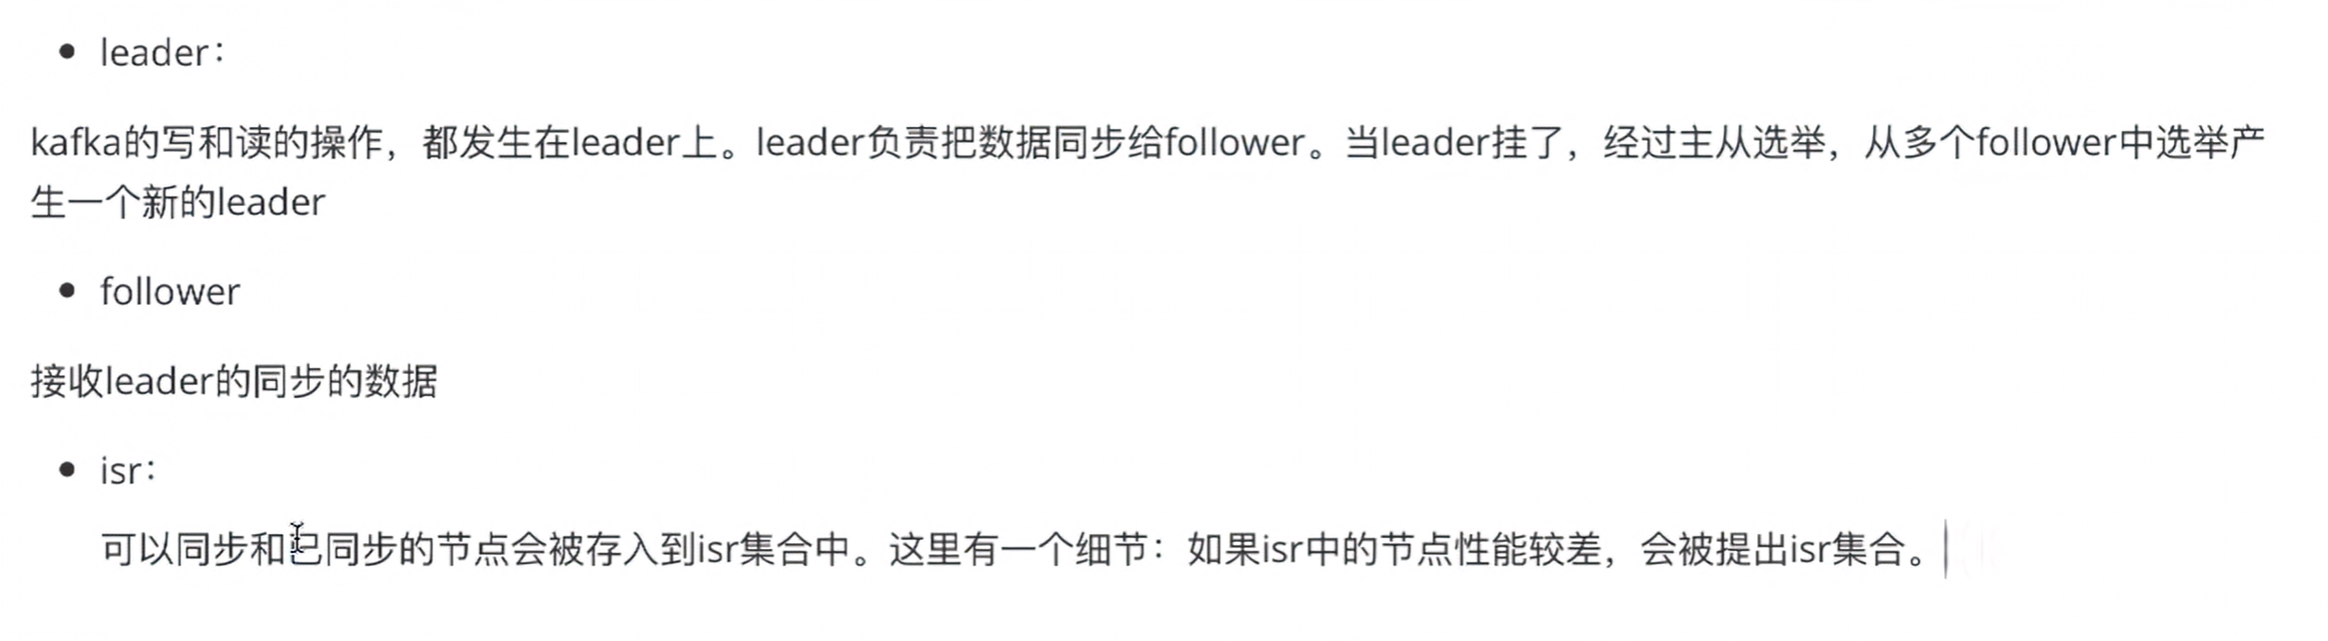 leader：
kafka的写和读的操作，都发生在leader上。leader负责把数据同步给follower。当leader挂了，经过主从选举，从多个follower中选举产
生一个新的leader
follower
接收leader的同步的数据
isr：
可以同步和已同步的节点会被存入到isr集合中。这里有一个细节：如果isr中的节点性能较差，会被提出isr集合。